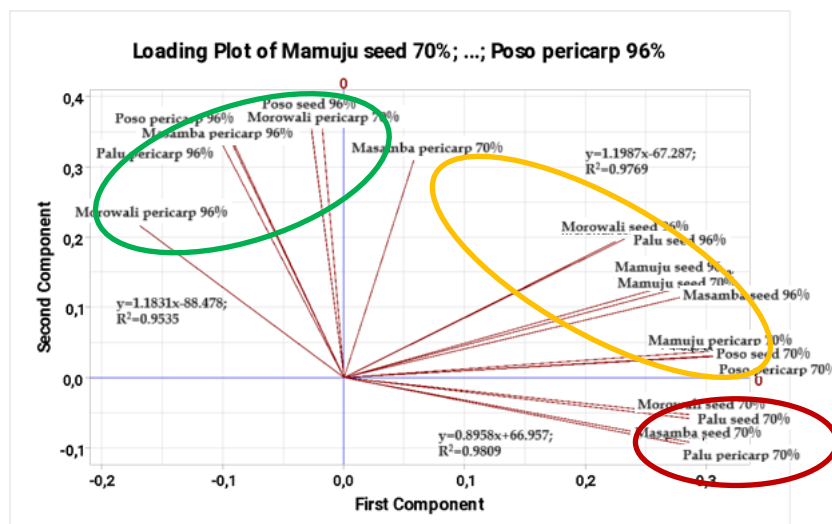 Loading Plot of Mamuju seed 70%; ...; Poso pericarp 96%
0
0,4
Poso seed 96%
Poso pericarp 96%
Morowali pericarp 70%
Masamba pericarp 96%
Masamba pericarp 70%
Palu pericarp 96%
y=1.1987x-67.287;
R²=0.9769
0,3
Morowali pericarp 96%
Morowali seed 96%
0,2
Palu seed 96%
Mamuju seed 96%
Mamuju seed 70%
Masamba seed 96%
y=1.1831x-88.478;
R²=0.9535
0,1
Second Component
Mamuju pericarp 70%
Poso seed 70%
Poso pericarp 70%
0,0
0
Morowali seed 70%
Palu seed 70%
Masamba seed 70%
y=0.8958x+66.957;
R²=0.9809
Palu pericarp 70%
-0,1
-0,2
-0,1
0,0
0,1
0,2
0,3
First Component